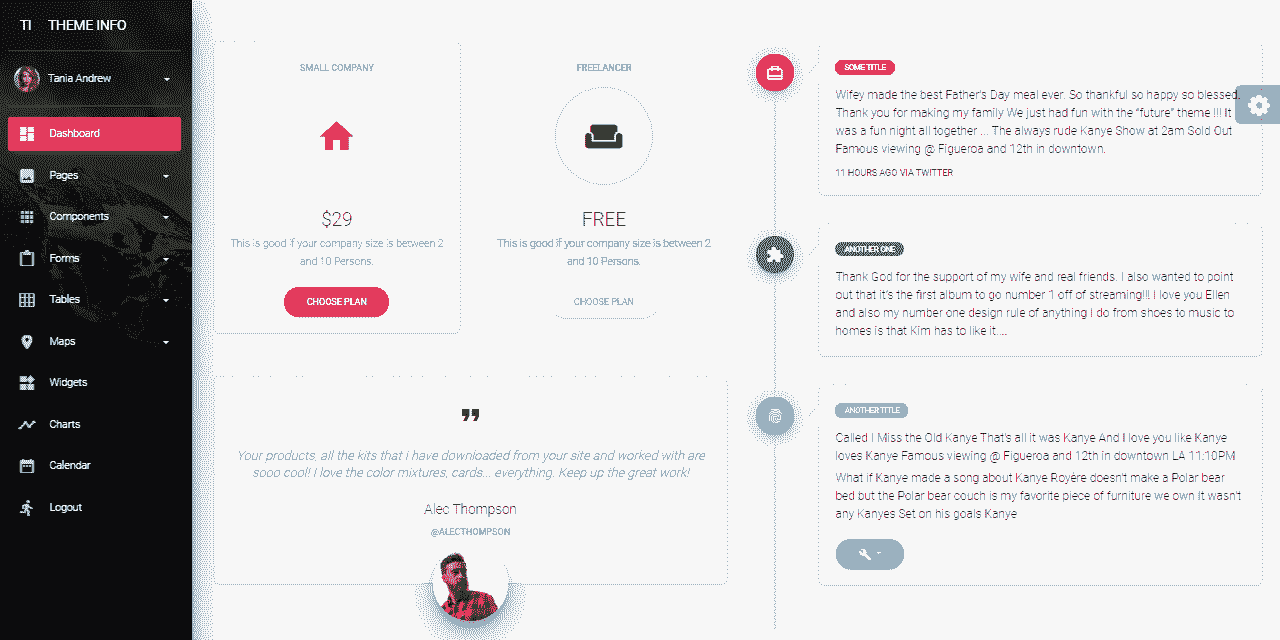 TI THEME INFO
Tania Andrew
Dashboard
Pages
Components
Forms
Tables
Maps
Widgets
Charts
Calendar
Logout
SMALL COMPANY
$29
This is good if your company size is between 2
and 10 Persons.
CHOOSE PLAN
FREELANCER
FREE
This is good if your company size is between 2
and 10 Persons.
CHOOSE PLAN
"
Your products, all the kits that I have downloaded from your site and worked with are
sooo cool! I love the color mixtures, cards... everything. Keep up the great work!
Alec Thompson
@ALECTHOMPSON
SOME TITLE
Wifey made the best Father's Day meal ever. So thankful so happy so blessed.
Thank you for making my family We just had fun with the “future” theme !!! It
was a fun night all together ... The always rude Kanye Show at 2am Sold Out
Famous viewing @ Figueroa and 12th in downtown.
11 HOURS AGO VIA TWITTER
ANOTHER ONE
Thank God for the support of my wife and real friends. I also wanted to point
out that it’s the first album to go number 1 off of streaming!!! I love you Ellen
and also my number one design rule of anything I do from shoes to music to
homes is that Kim has to like it....
ANOTHER TITLE
Called I Miss the Old Kanye That’s all it was Kanye And I love you like Kanye
loves Kanye Famous viewing @ Figueroa and 12th in downtown LA 11:10PM
What if Kanye made a song about Kanye Royère doesn't make a Polar bear
bed but the Polar bear couch is my favorite piece of furniture we own It wasn’t
any Kanyes Set on his goals Kanye